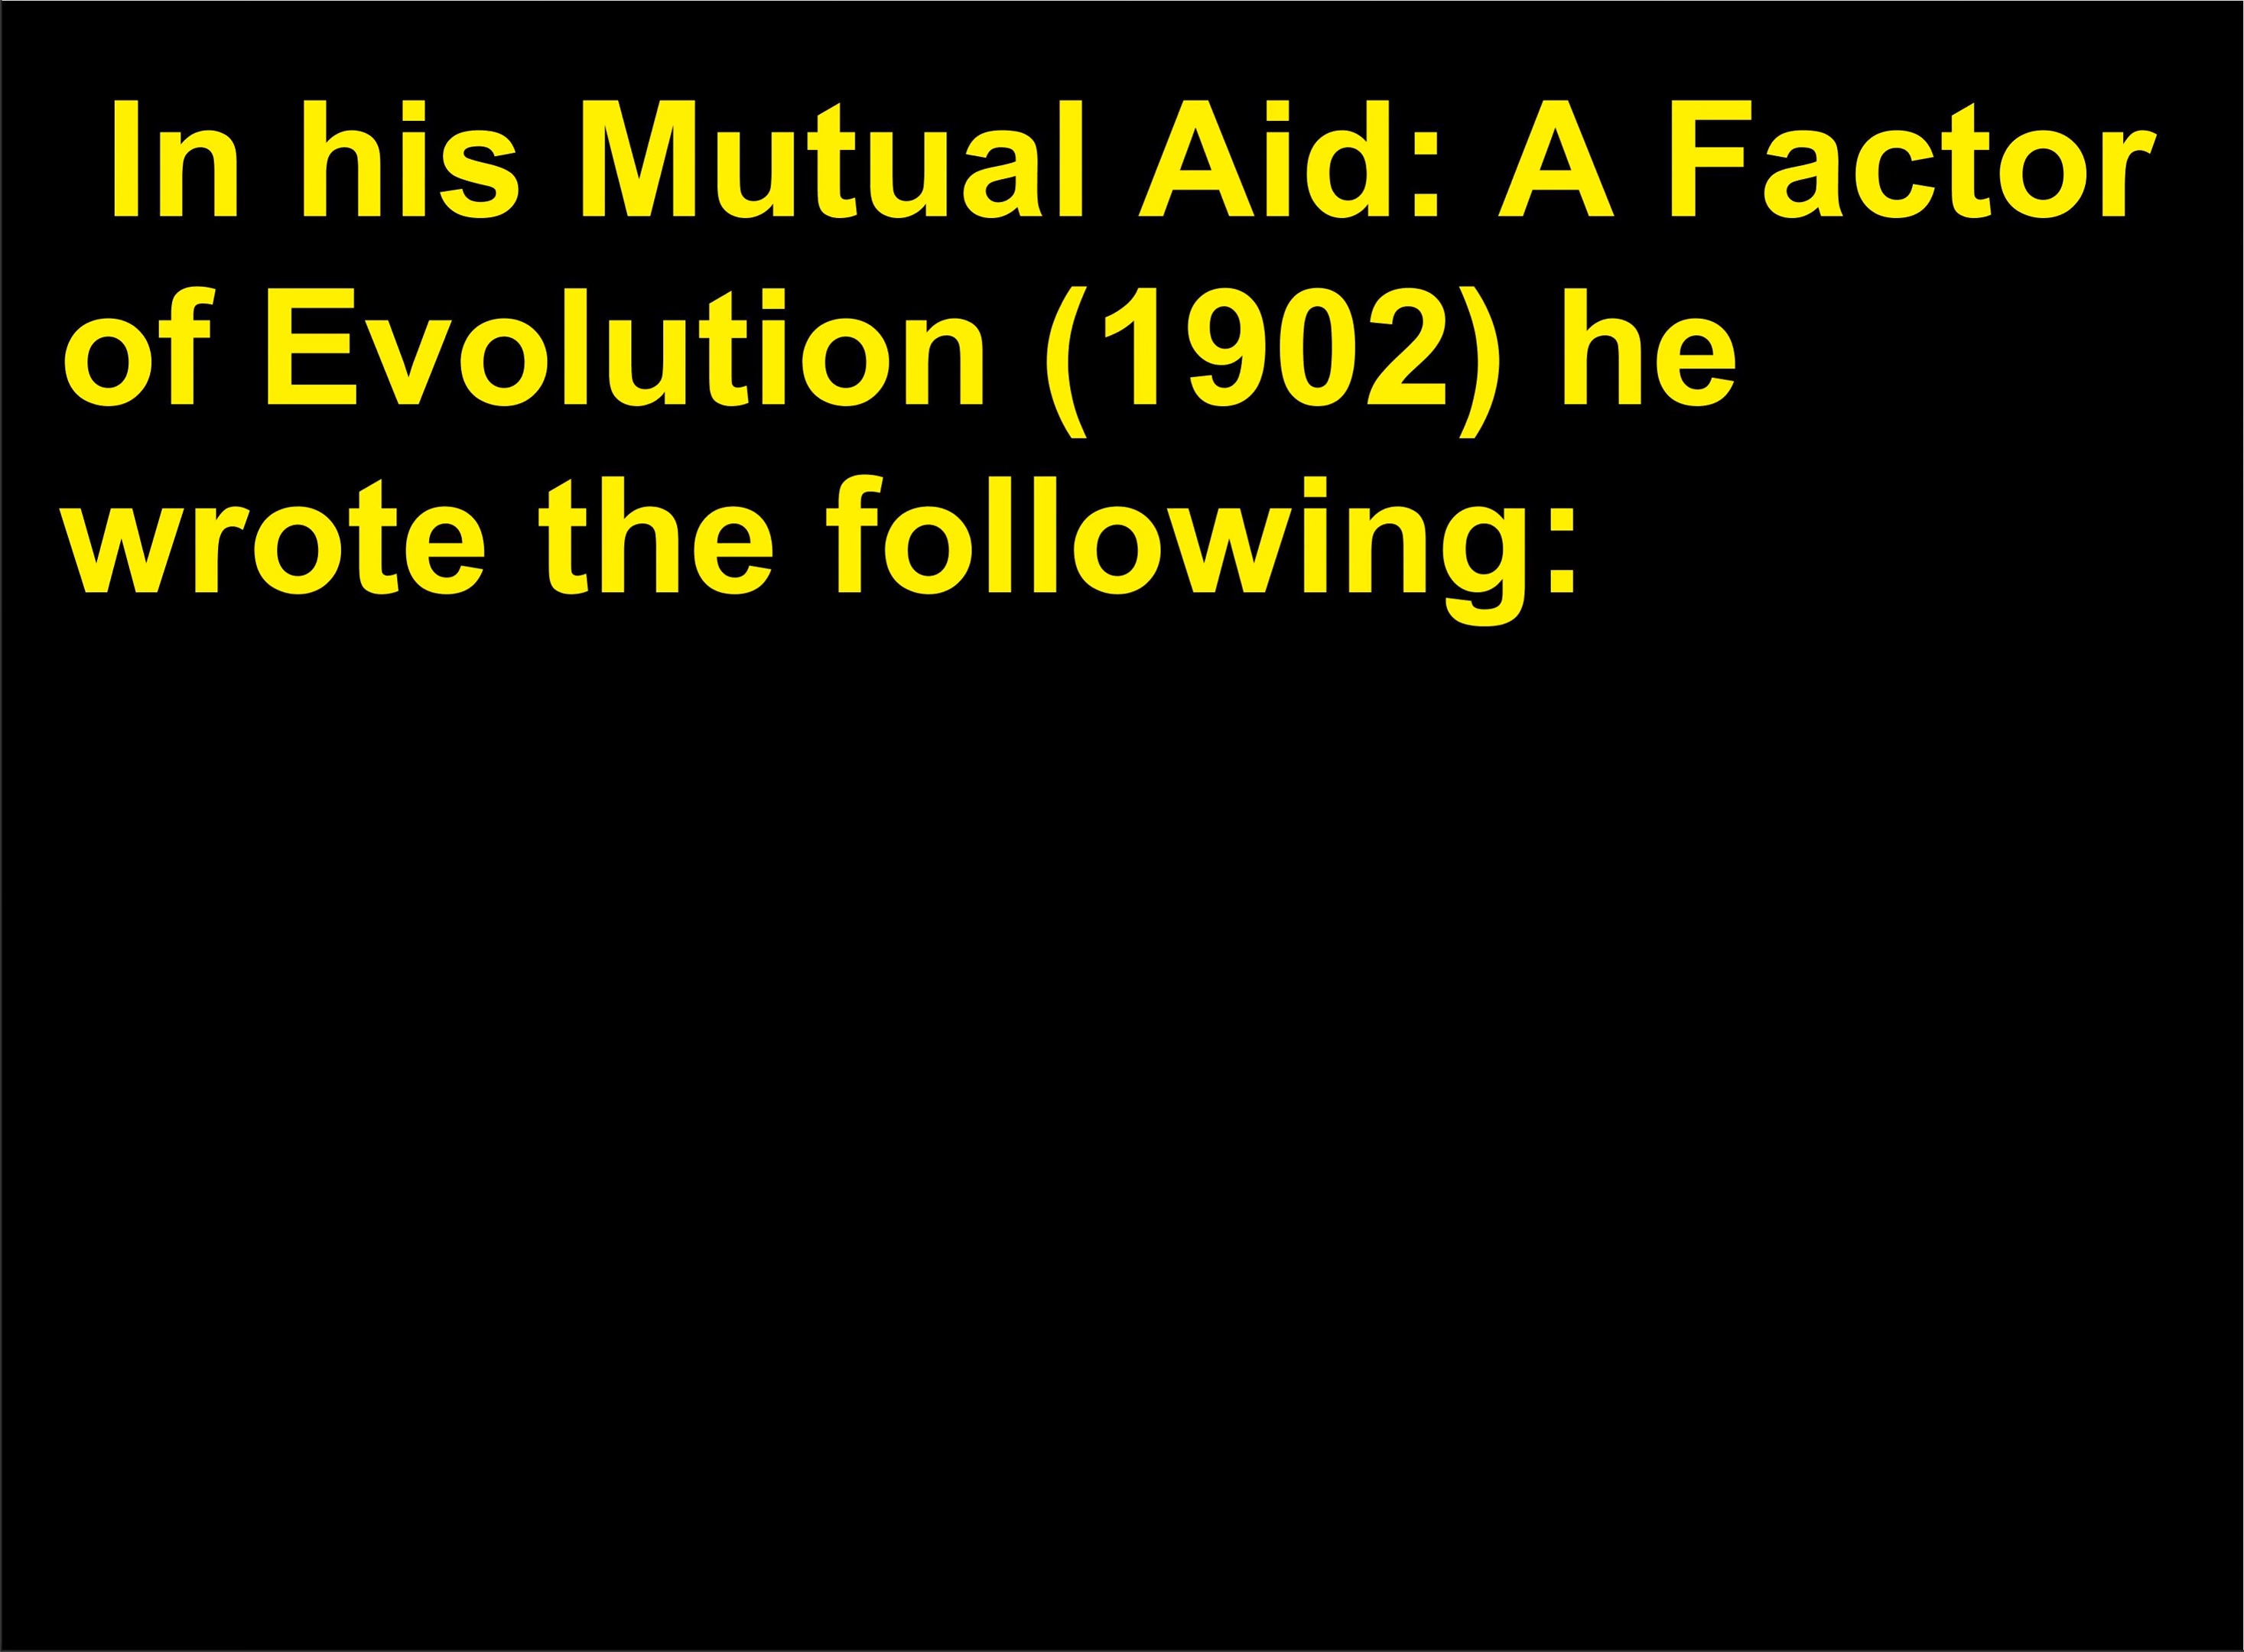 In his Mutual Aid: A Factor
of Evolution (1902) he
wrote the following: